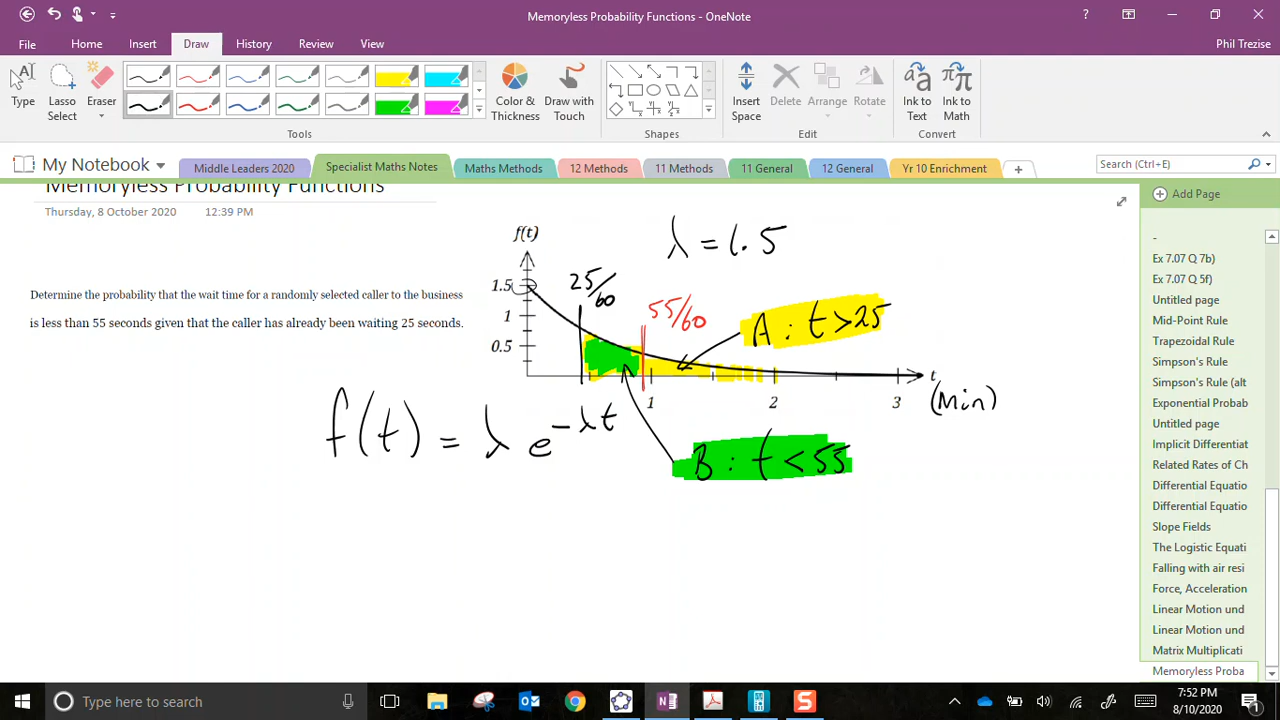 Memoryless Probability Functions - OneNote
File Home Insert Draw History Review View
Phil Trezise
Type
Lasso Select
Eraser
Color & Thickness
Draw with Touch
Insert Space
Delete
Arrange
Rotate
Ink to Text
Ink to Math
Tools
Shapes
Edit
Convert
My Notebook
Middle Leaders 2020
Specialist Maths Notes
Maths Methods
12 Methods
11 Methods
11 General
12 General
Yr 10 Enrichment
Search (Ctrl+E)
Memoryless Probability Functions
Thursday, 8 October 2020 12:39 PM
Determine the probability that the wait time for a randomly selected caller to the business
is less than 55 seconds given that the caller has already been waiting 25 seconds.
f(t)
λ = 1.5
1.5
1
0.5
25/60
55/60
A : t > 25
t
(Min)
1 2 3
f(t) = λ e^{-λt}
B : t < 55
Add Page
-
Ex 7.07 Q 7b)
Ex 7.07 Q 5f)
Untitled page
Mid-Point Rule
Trapezoidal Rule
Simpson's Rule
Simpson's Rule (alt
Exponential Probab
Untitled page
Implicit Differentiat
Related Rates of Ch
Differential Equatio
Differential Equatio
Slope Fields
The Logistic Equati
Falling with air resi
Force, Acceleration
Linear Motion und
Linear Motion und
Matrix Multiplicati
Memoryless Proba
Type here to search
7:52 PM
8/10/2020